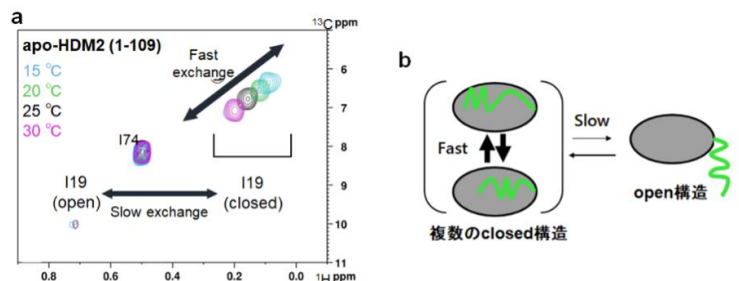 a
13C ppm
apo-HDM2 (1-109)
15 °C
20 °C
25 °C
30 °C
Fast
exchange
I74
I19
(open)
Slow exchange
I19
(closed)
5
6
7
8
9
10
11
0.8
0.6
0.4
0.2
0.0
1H ppm
b
Fast
Slow
複数のclosed構造
open構造